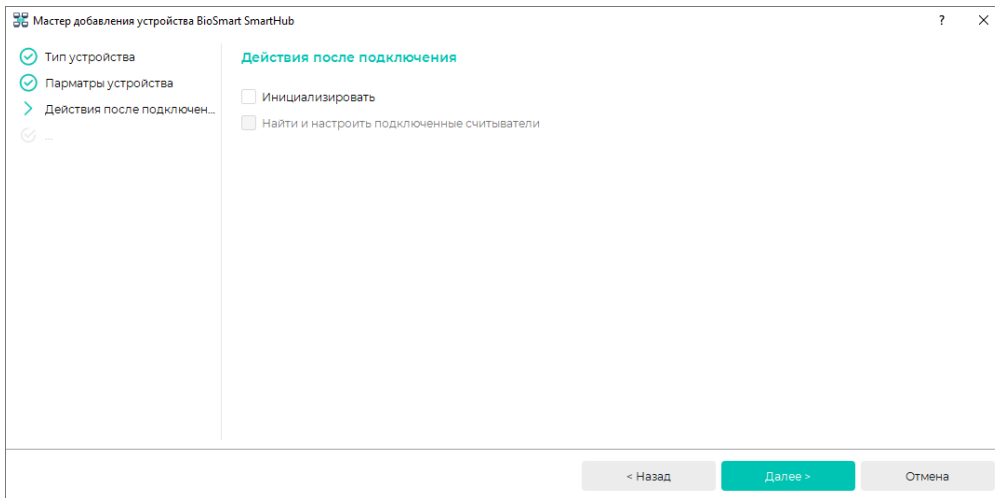 Мастер добавления устройства BioSmart SmartHub
?
Тип устройства
Парматры устройства
Действия после подключен...
...
Действия после подключения
Инициализировать
Найти и настроить подключенные считыватели
< Назад
Далее >
Отмена